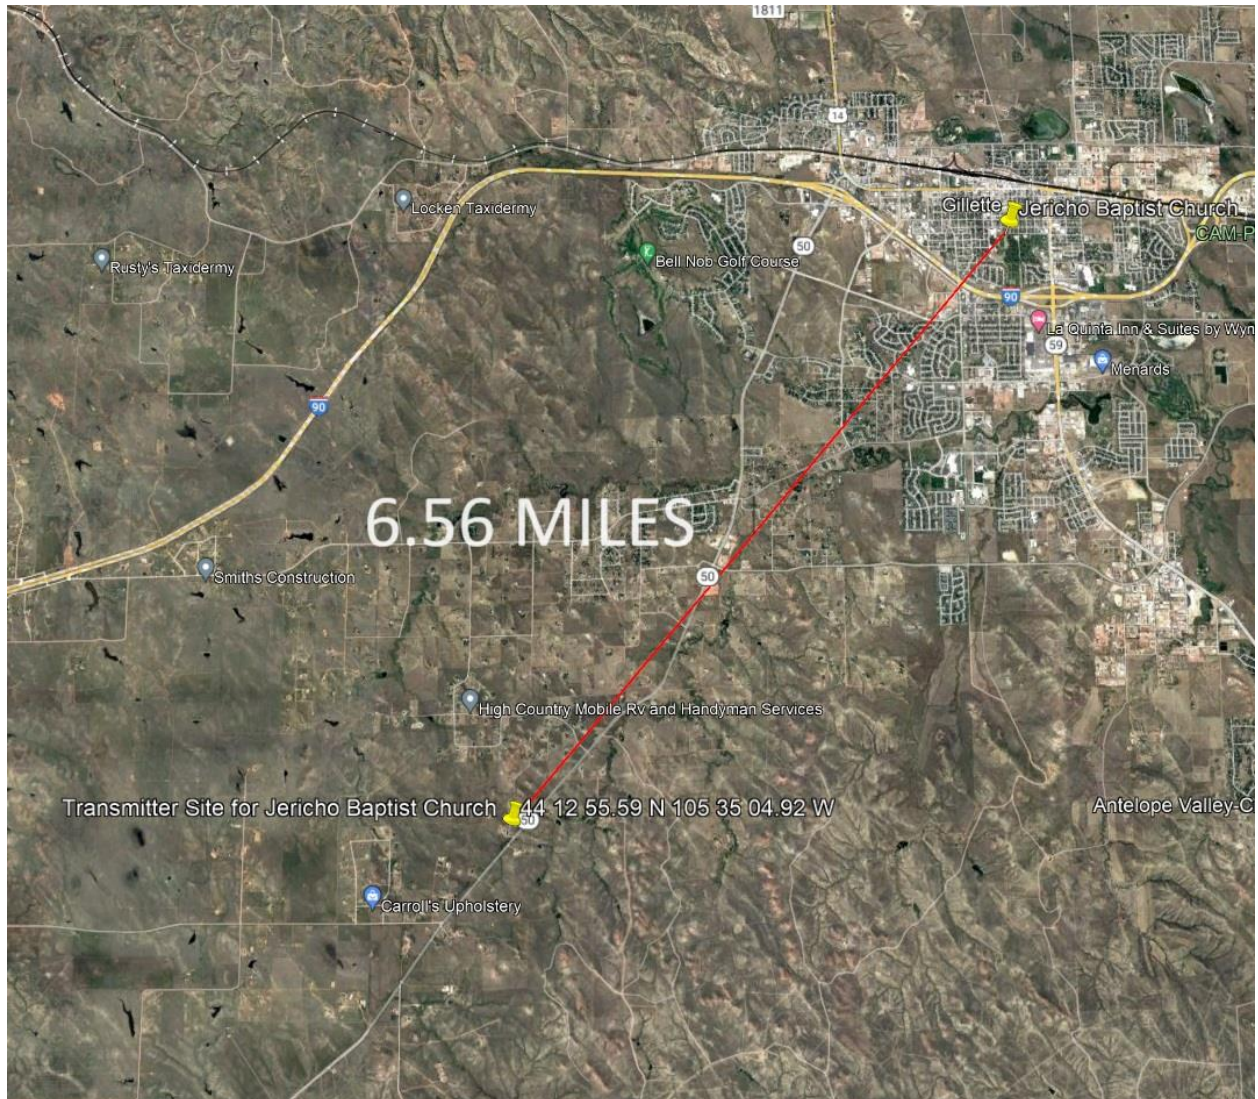 1811
14
Locken Taxidermy
Gillette
Jericho Baptist Church
CAM-P
50
Rusty's Taxidermy
Bell Nob Golf Course
90
La Quinta Inn & Suites by Wyn
59
Menards
90
6.56 MILES
Smiths Construction
50
High Country Mobile Rv and Handyman Services
Transmitter Site for Jericho Baptist Church 44 12 55.59 N 105 35 04.92 W
50
Antelope Valley-C
Carroll's Upholstery